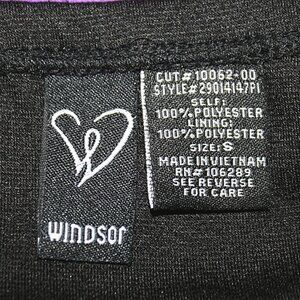 WINDSOR
CUT# 10062-00
STYLE# 29014147PI
SELF:
100%POLYESTER
LINING:
100%POLYESTER
SIZE: S
MADE IN VIETNAM
RN# 106289
SEE REVERSE
FOR CARE